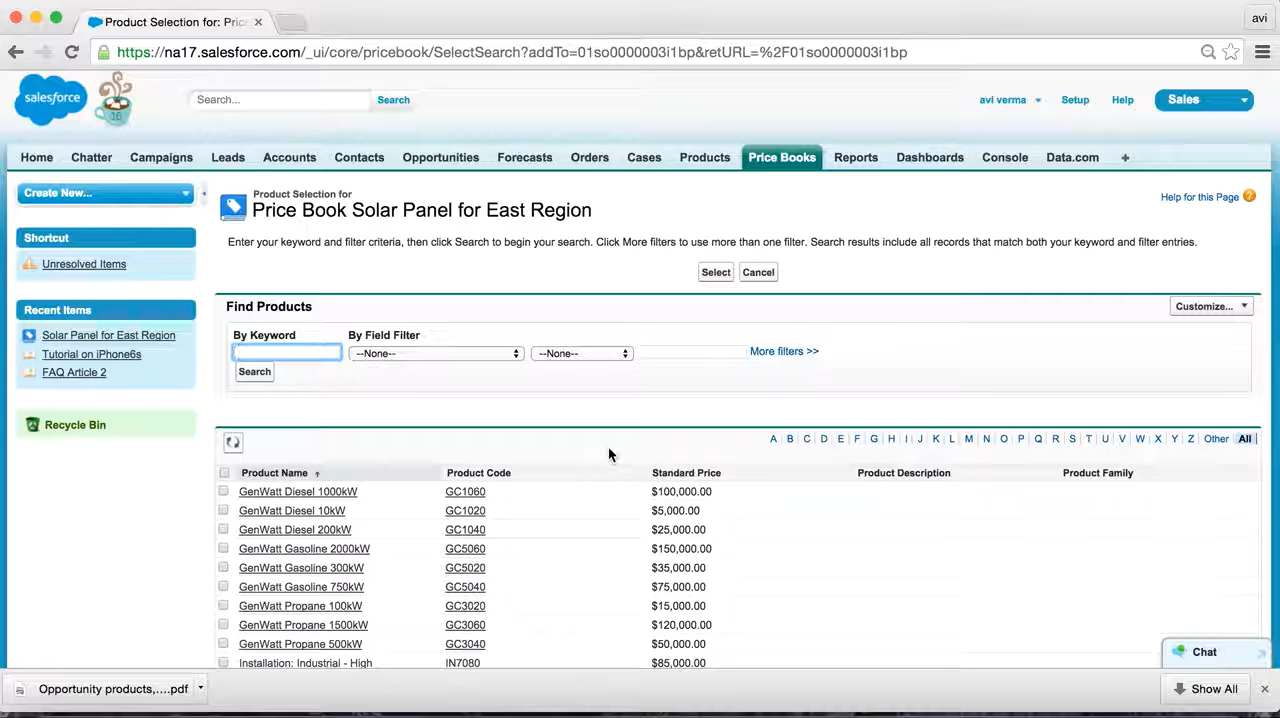 Product Selection for: Pric
avi
https://na17.salesforce.com/_ui/core/pricebook/SelectSearch?addTo=01so0000003i1bp&retURL=%2F01so0000003i1bp
salesforce
16
Search...
Search
avi verma
Setup
Help
Sales
Home
Chatter
Campaigns
Leads
Accounts
Contacts
Opportunities
Forecasts
Orders
Cases
Products
Price Books
Reports
Dashboards
Console
Data.com
+
Create New...
Shortcut
Unresolved Items
Recent Items
Solar Panel for East Region
Tutorial on iPhone6s
FAQ Article 2
Recycle Bin
Product Selection for
Price Book Solar Panel for East Region
Help for this Page ?
Enter your keyword and filter criteria, then click Search to begin your search. Click More filters to use more than one filter. Search results include all records that match both your keyword and filter entries.
Select Cancel
Find Products
Customize...
By Keyword By Field Filter
--None-- --None-- More filters >>
Search
A B C D E F G H I J K L M N O P Q R S T U V W X Y Z Other All
Product Name Product Code Standard Price Product Description Product Family
GenWatt Diesel 1000kW GC1060 $100,000.00
GenWatt Diesel 10kW GC1020 $5,000.00
GenWatt Diesel 200kW GC1040 $25,000.00
GenWatt Gasoline 2000kW GC5060 $150,000.00
GenWatt Gasoline 300kW GC5020 $35,000.00
GenWatt Gasoline 750kW GC5040 $75,000.00
GenWatt Propane 100kW GC3020 $15,000.00
GenWatt Propane 1500kW GC3060 $120,000.00
GenWatt Propane 500kW GC3040 $50,000.00
Installation: Industrial - High IN7080 $85,000.00
Chat
Opportunity products,....pdf
Show All